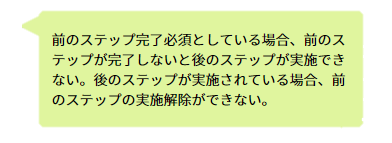 前のステップ完了必須としている場合、前のス
テップが完了しないと後のステップが実施でき
ない。後のステップが実施されている場合、前
のステップの実施解除ができない。